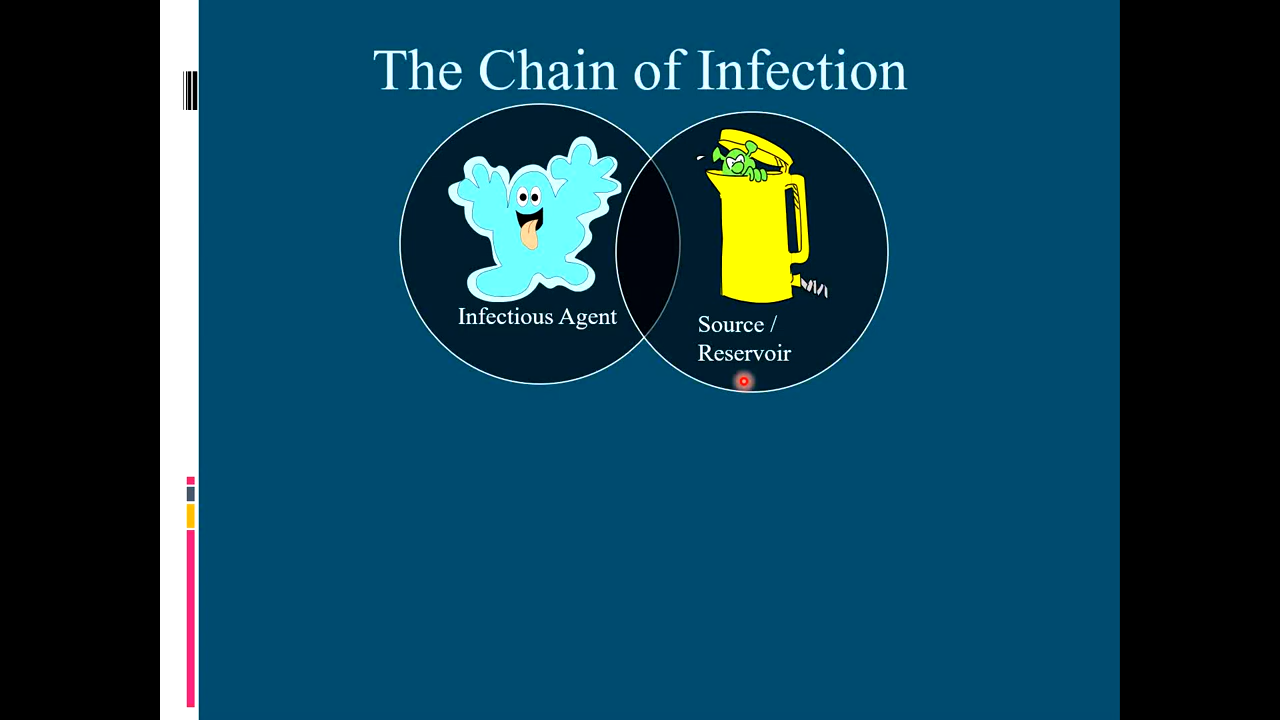 The Chain of Infection
Infectious Agent
Source /
Reservoir